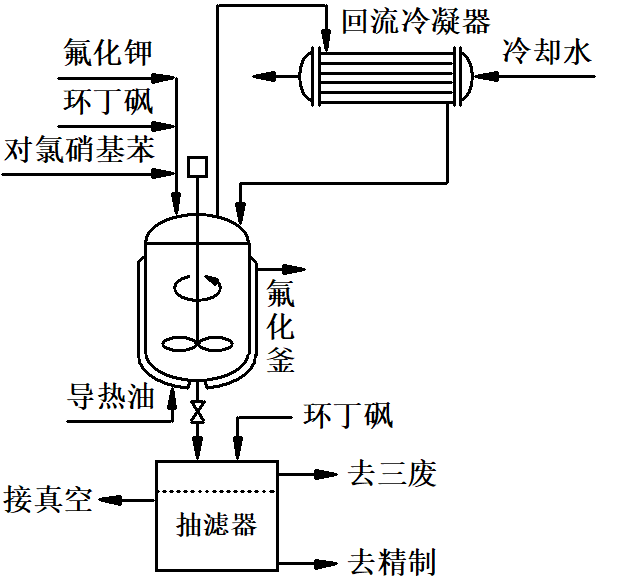 回流冷凝器
氟化钾
冷却水
环丁砜
对氯硝基苯
氟化釜
导热油
环丁砜
去三废
接真空
抽滤器
去精制